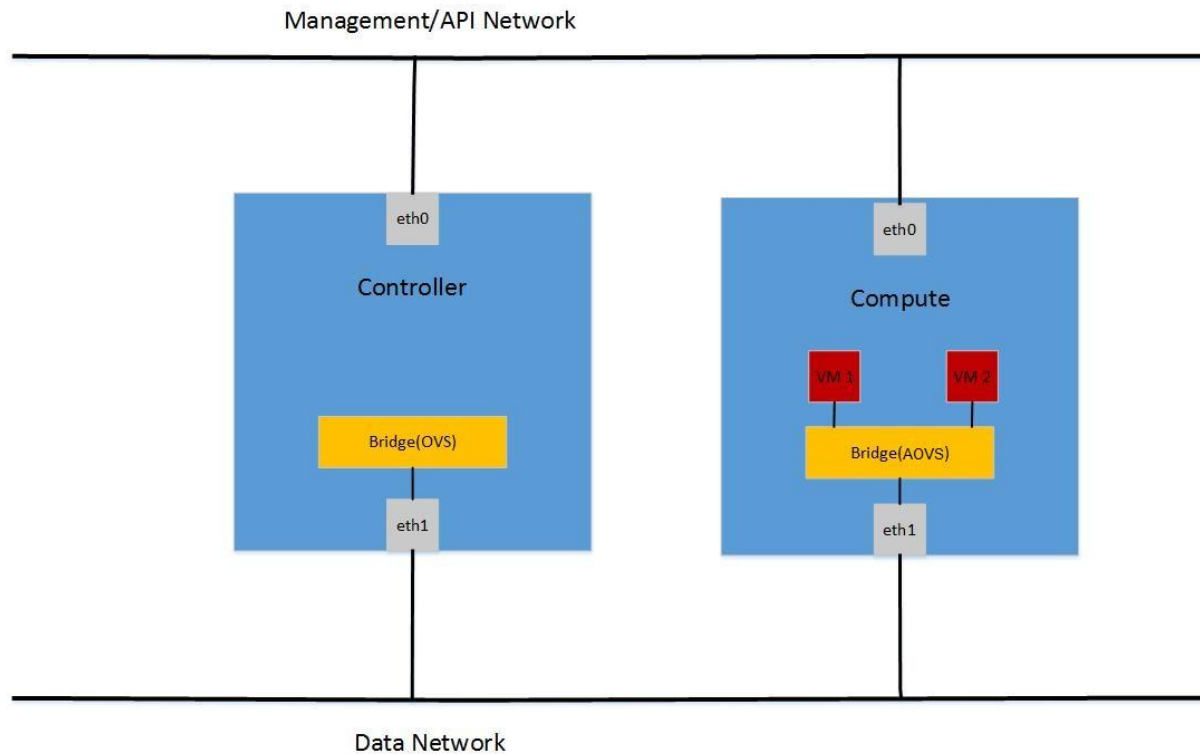 Management/API Network
eth0
eth0
Controller
Compute
VM 1
VM 2
Bridge(OVS)
Bridge(AOVS)
eth1
eth1
Data Network